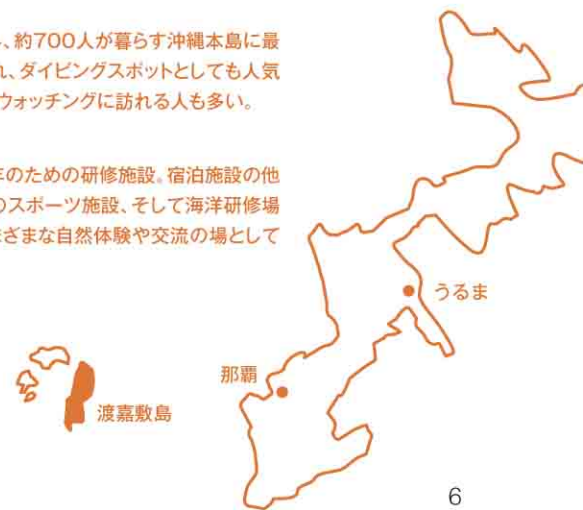 、約700人が暮らす沖縄本島に最
れ、ダイビングスポットとしても人気
ウォッチングに訪れる人も多い。
年のための研修施設。宿泊施設の他
のスポーツ施設、そして海洋研修場
まざまな自然体験や交流の場として
うるま
那覇
渡嘉敷島
6